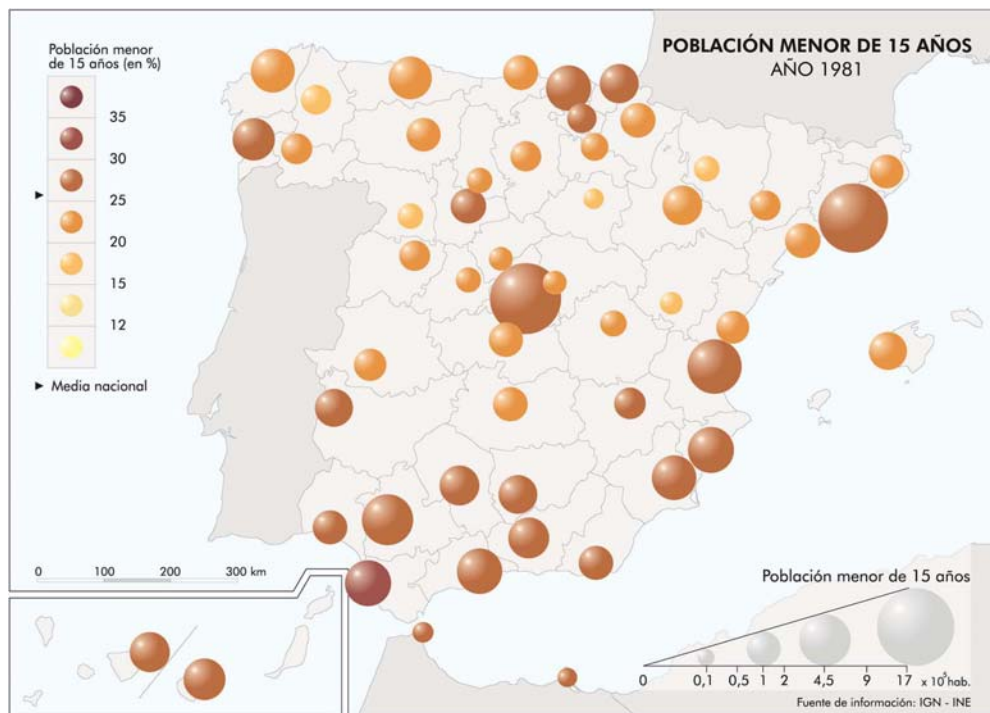 POBLACIÓN MENOR DE 15 AÑOS
AÑO 1981
Población menor
de 15 años (en %)
35
30
25
20
15
12
► Media nacional
0 100 200 300 km
Población menor de 15 años
0 0,1 0,5 1 2 4,5 9 17 x 10⁵ hab.
Fuente de información: IGN - INE